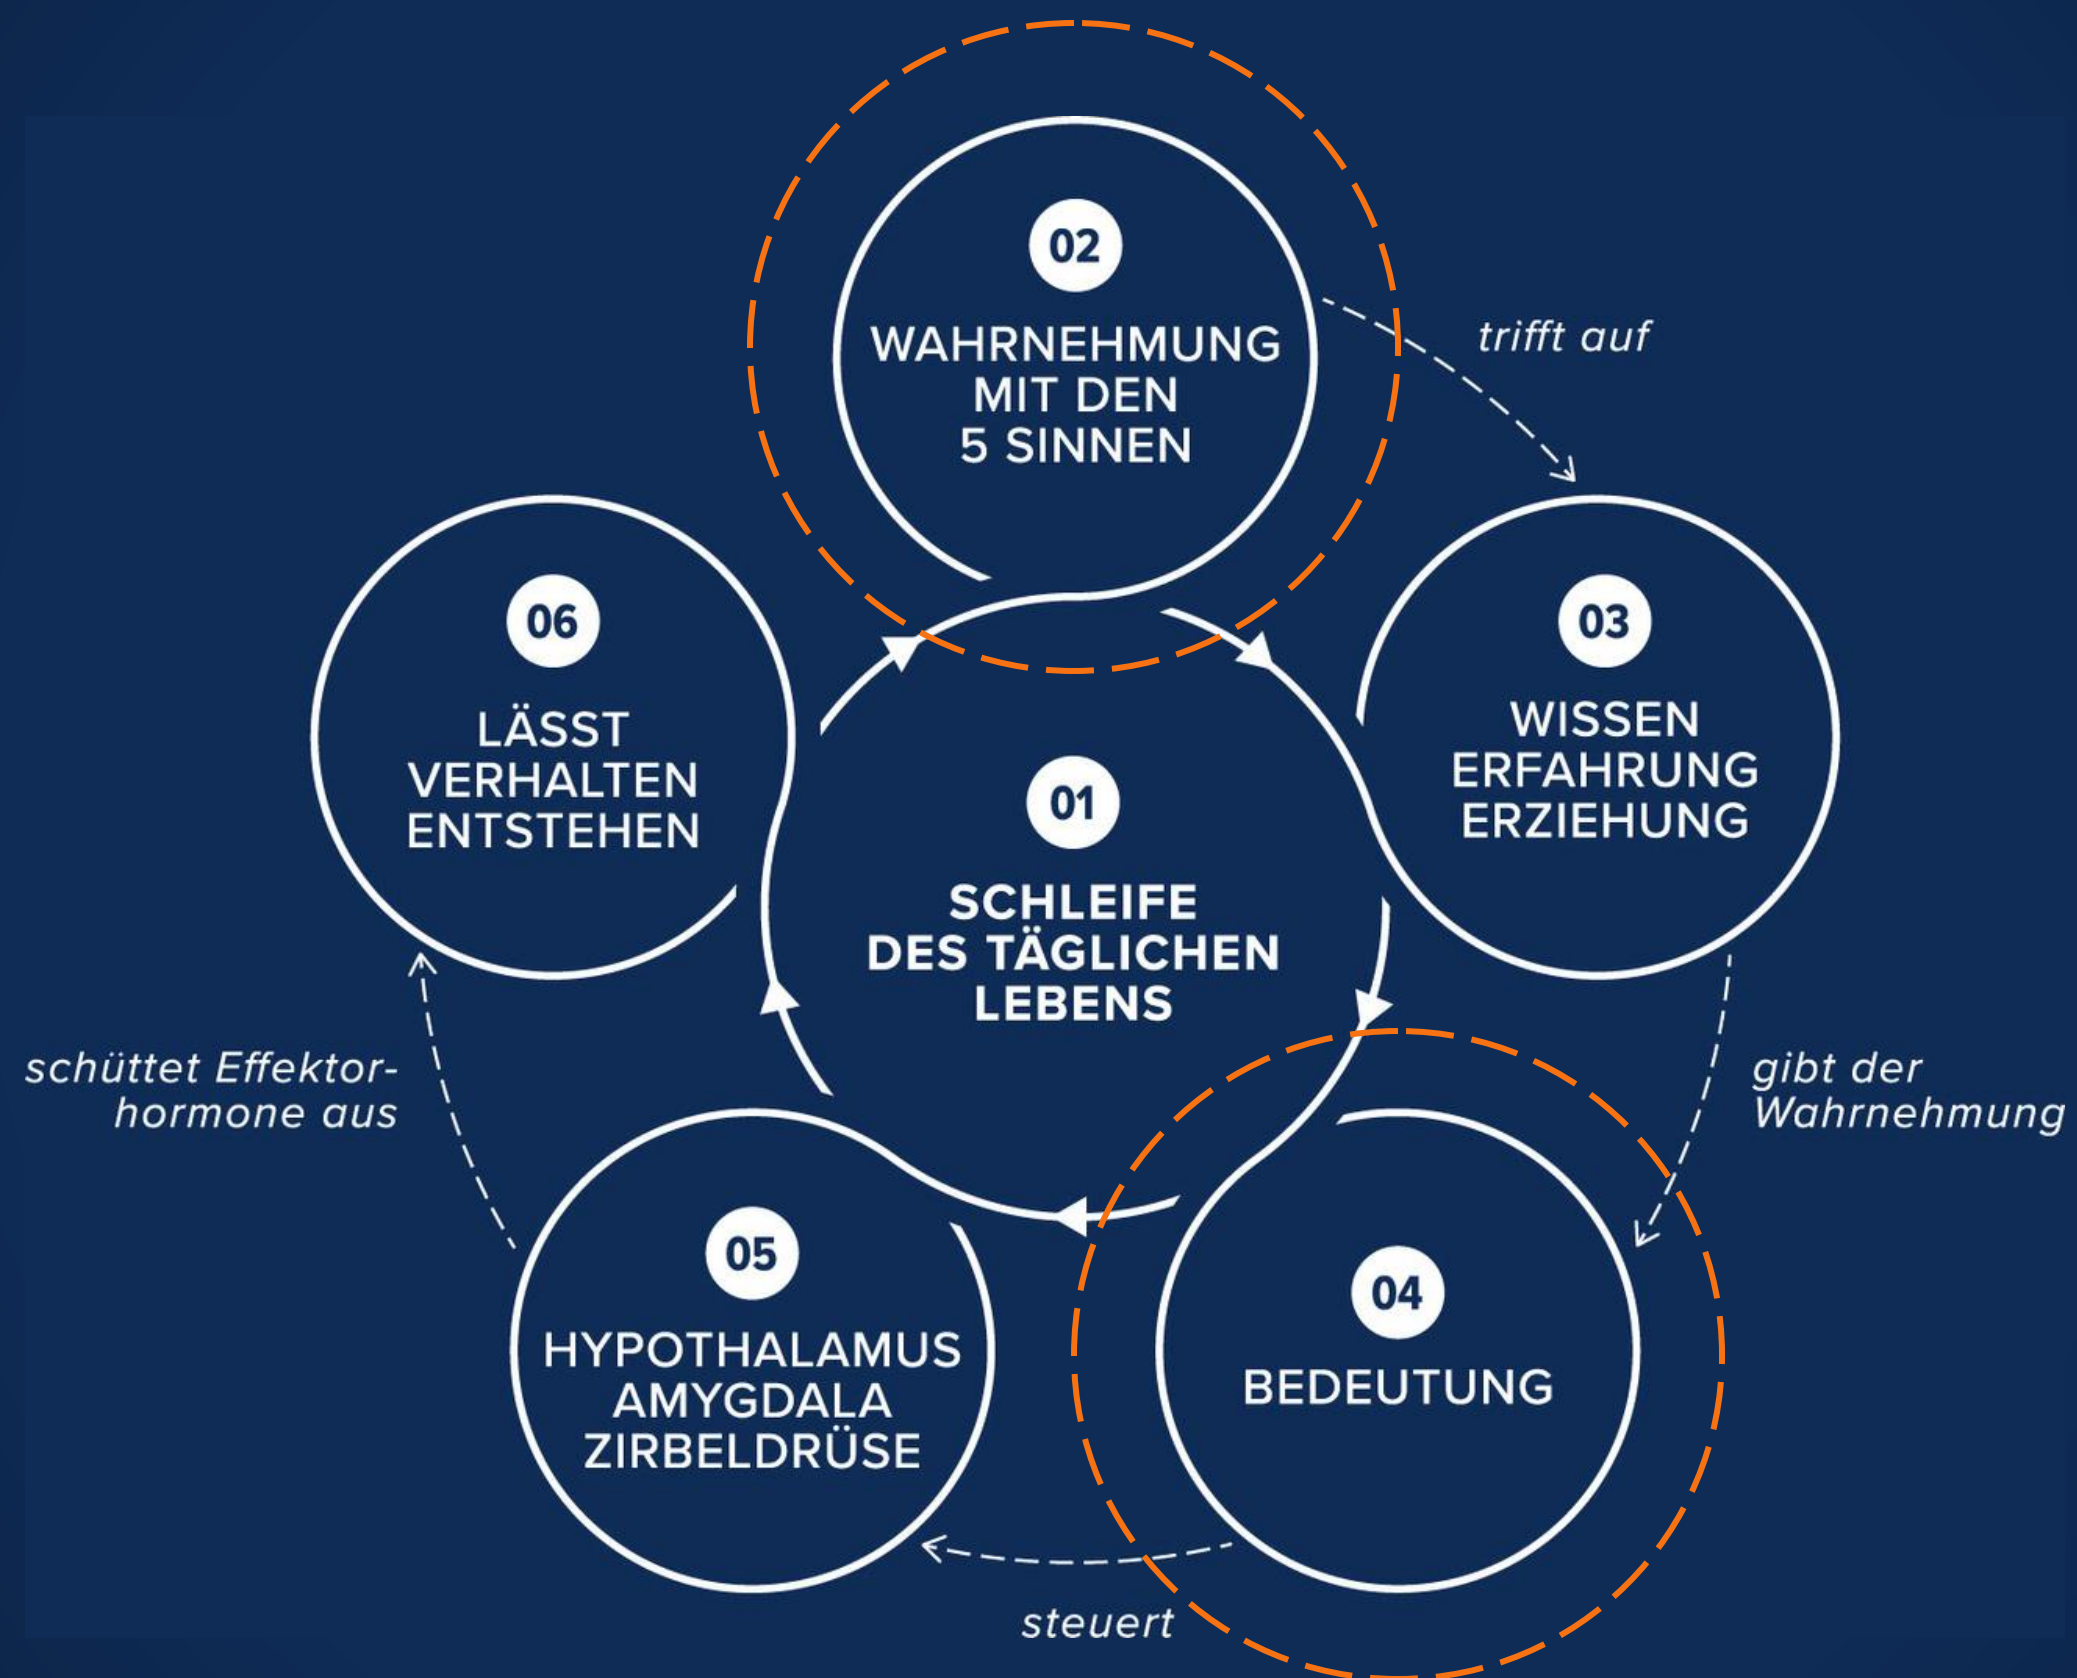 01
SCHLEIFE
DES TÄGLICHEN
LEBENS
02
WAHRNEHMUNG
MIT DEN
5 SINNEN
trifft auf
03
WISSEN
ERFAHRUNG
ERZIEHUNG
gibt der
Wahrnehmung
04
BEDEUTUNG
steuert
05
HYPOTHALAMUS
AMYGDALA
ZIRBELDRÜSE
schüttet Effektor-
hormone aus
06
LÄSST
VERHALTEN
ENTSTEHEN